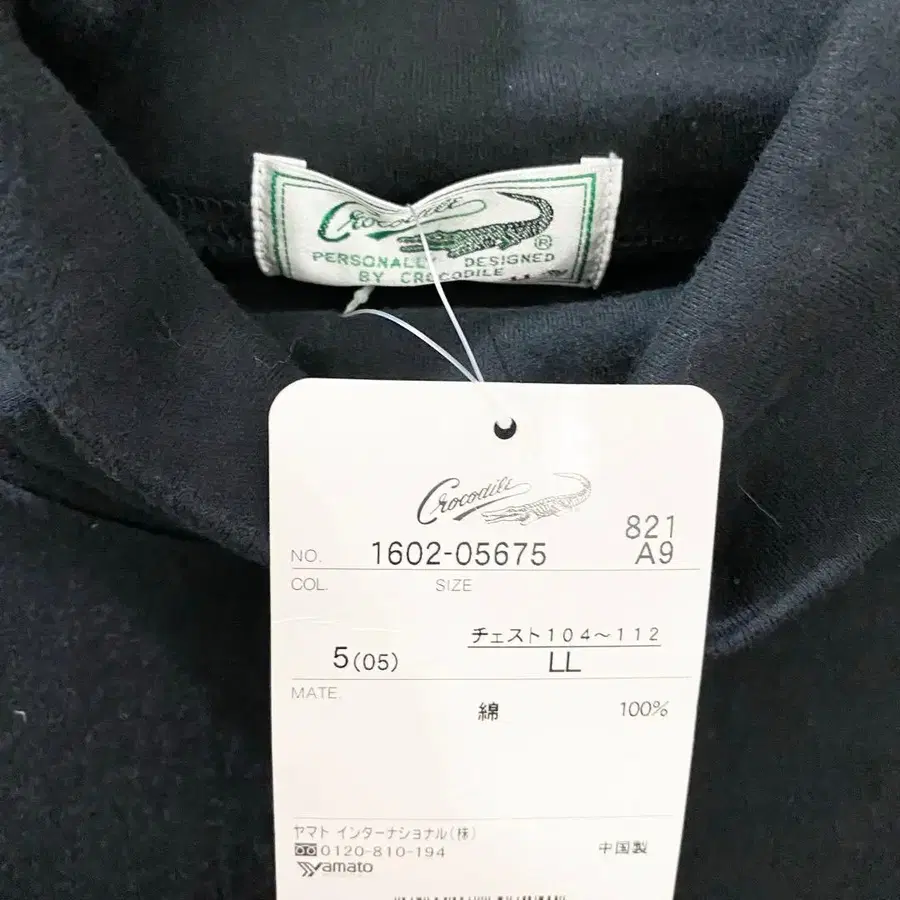 Crocodile
®
PERSONALLY DESIGNED
BY CROCODILE
Crocodile
821
NO. 1602-05675 A9
COL. SIZE
チェスト104〜112
5(05) LL
MATE.
綿 100%
ヤマト インターナショナル(株)
0120-810-194 中国製
Yamato